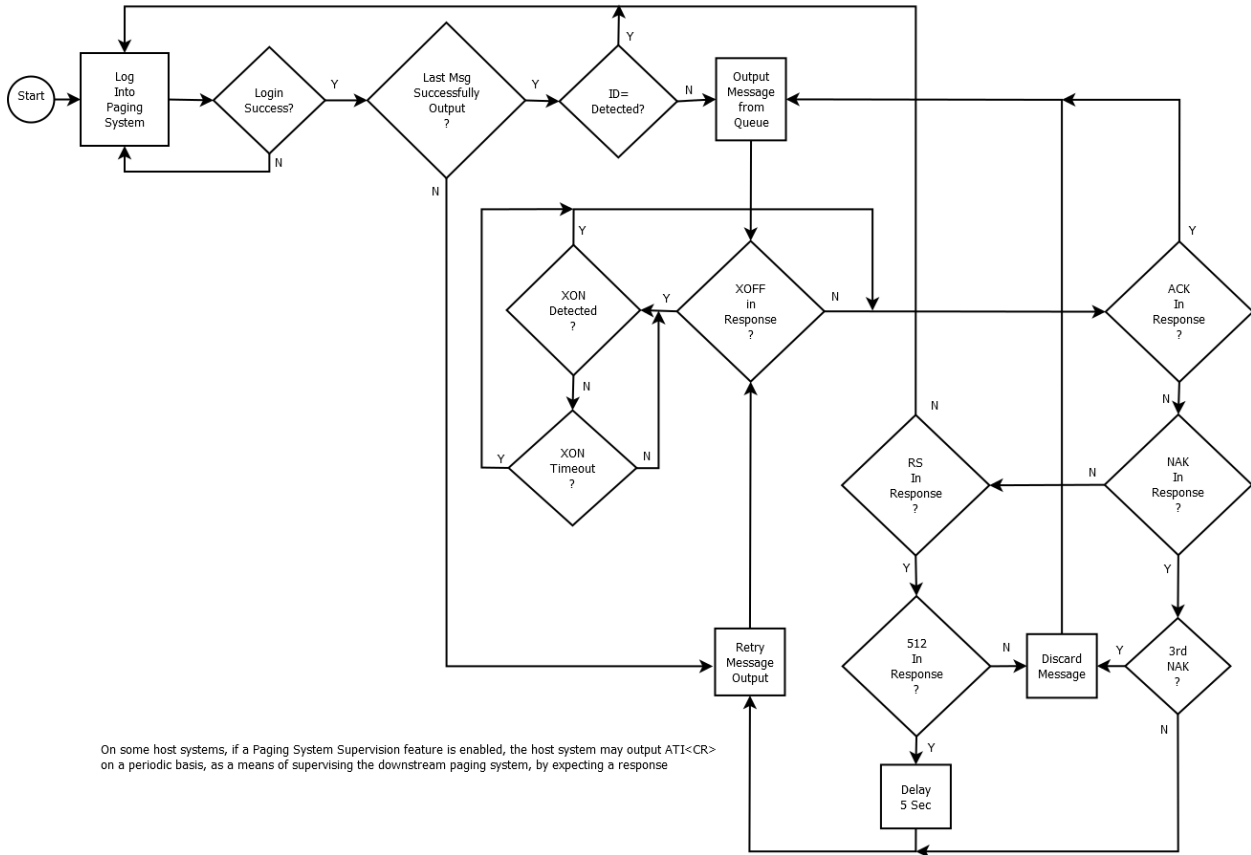 Y
Start
Log
Into
Paging
System
Login
Success?
Y
N
Last Msg
Successfully
Output
?
Y
N
ID=
Detected?
N
Output
Message
from
Queue
Y
XON
Detected
?
Y
XOFF
in
Response
?
N
Y
ACK
In
Response
?
N
N
XON
Timeout
?
Y
N
N
RS
In
Response
?
N
NAK
In
Response
?
Y
Y
Retry
Message
Output
512
In
Response
?
N
Discard
Message
Y
3rd
NAK
?
N
Y
Delay
5 Sec
On some host systems, if a Paging System Supervision feature is enabled, the host system may output ATI<CR>
on a periodic basis, as a means of supervising the downstream paging system, by expecting a response